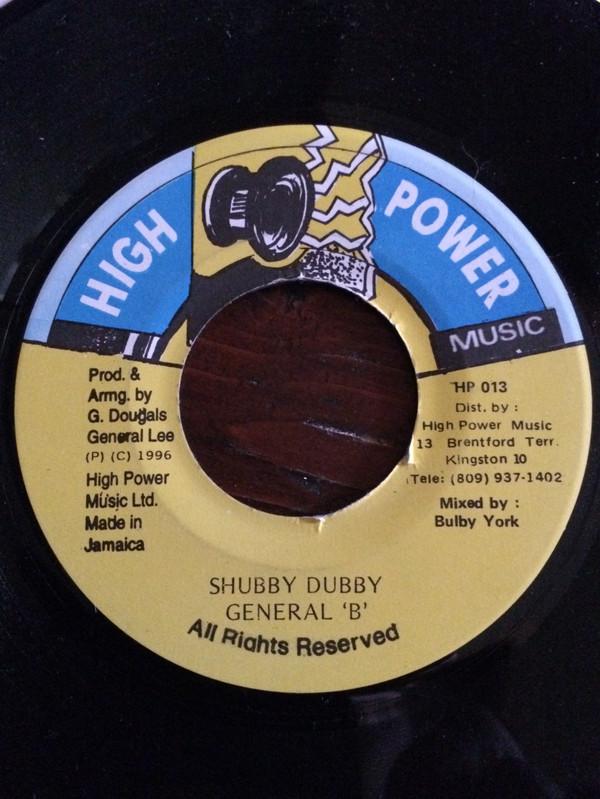 HIGH POWER
MUSIC
Prod. &
Arrng. by
G. Dougals
General Lee
(P) (C) 1996
High Power
Music Ltd.
Made in
Jamaica
HP 013
Dist. by :
High Power Music
13 Brentford Terr.
Kingston 10
Tele: (809) 937-1402
Mixed by :
Bulby York
SHUBBY DUBBY
GENERAL 'B'
All Rights Reserved